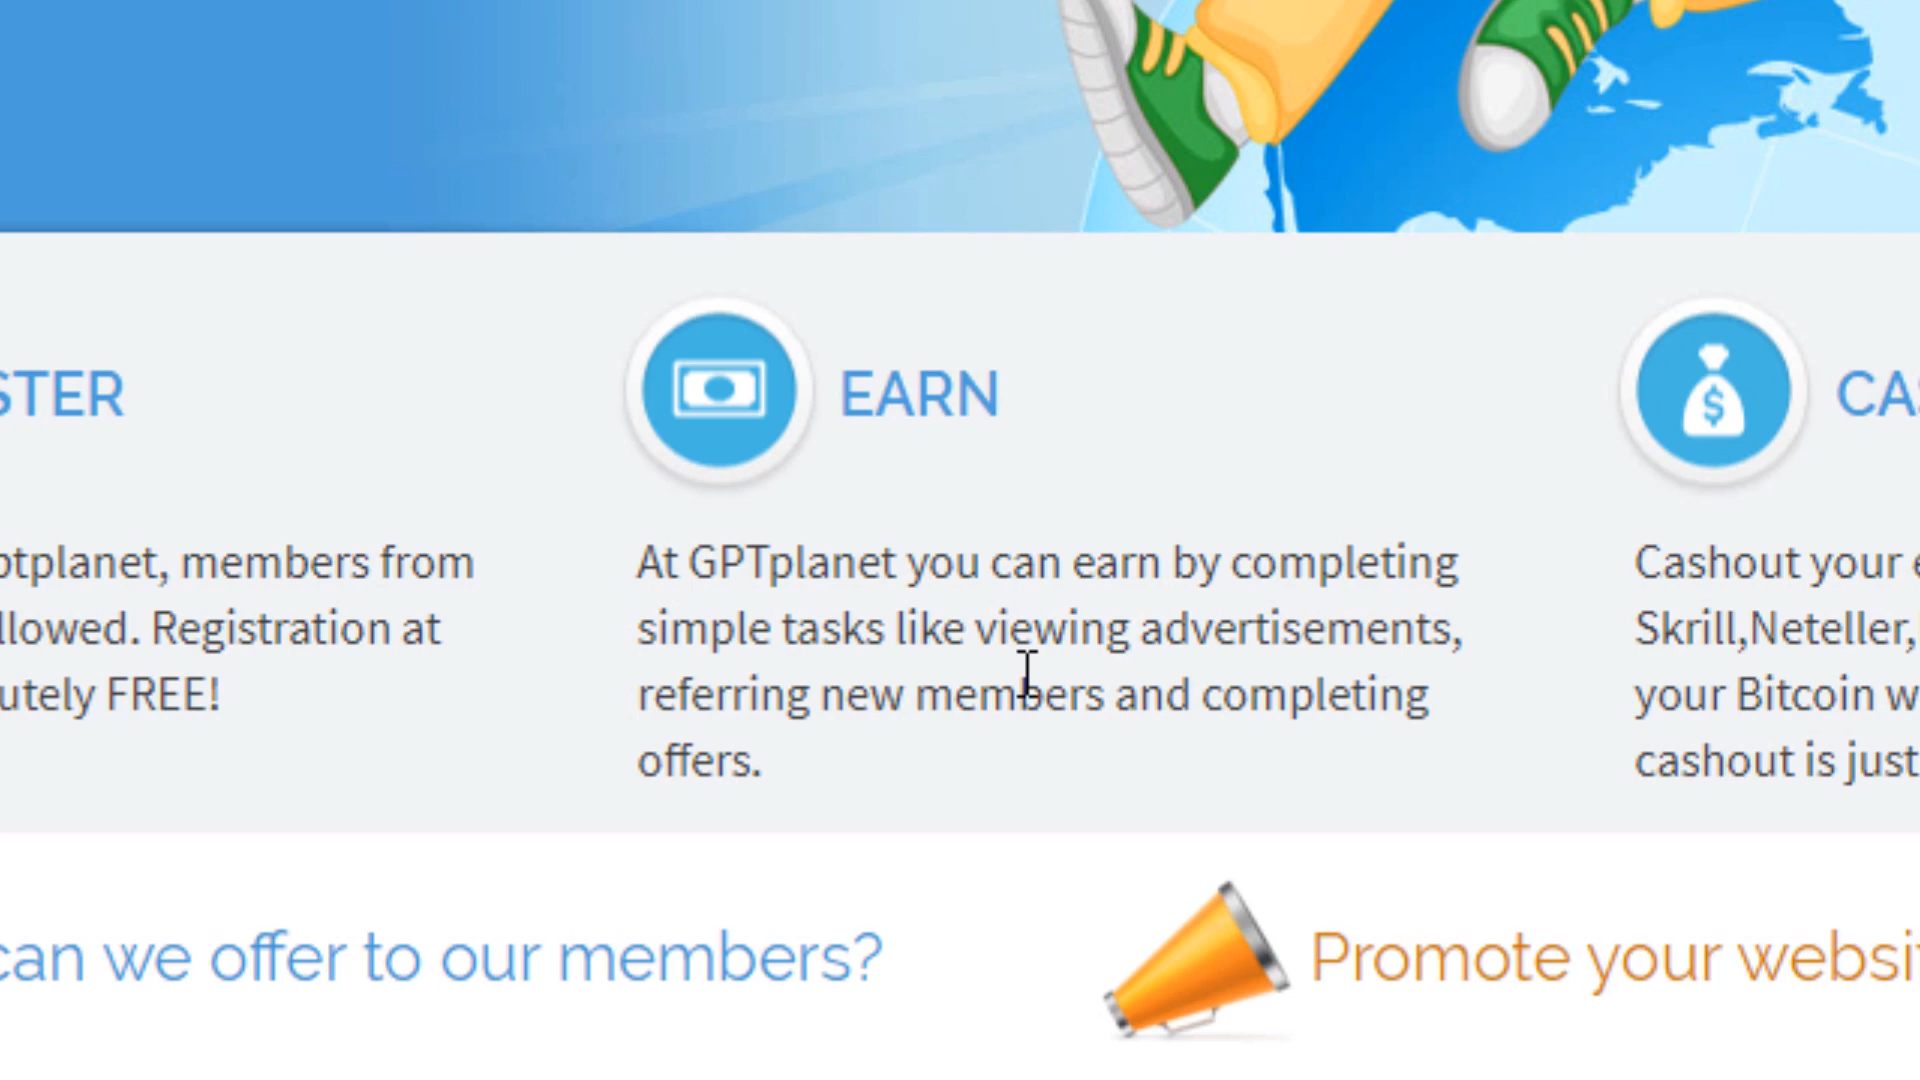 STER
EARN
ptplanet, members from
llowed. Registration at
utely FREE!
At GPTplanet you can earn by completing
simple tasks like viewing advertisements,
referring new members and completing
offers.
Cashout your
Skrill,Neteller,
your Bitcoin w
cashout is just
can we offer to our members?
Promote your websi